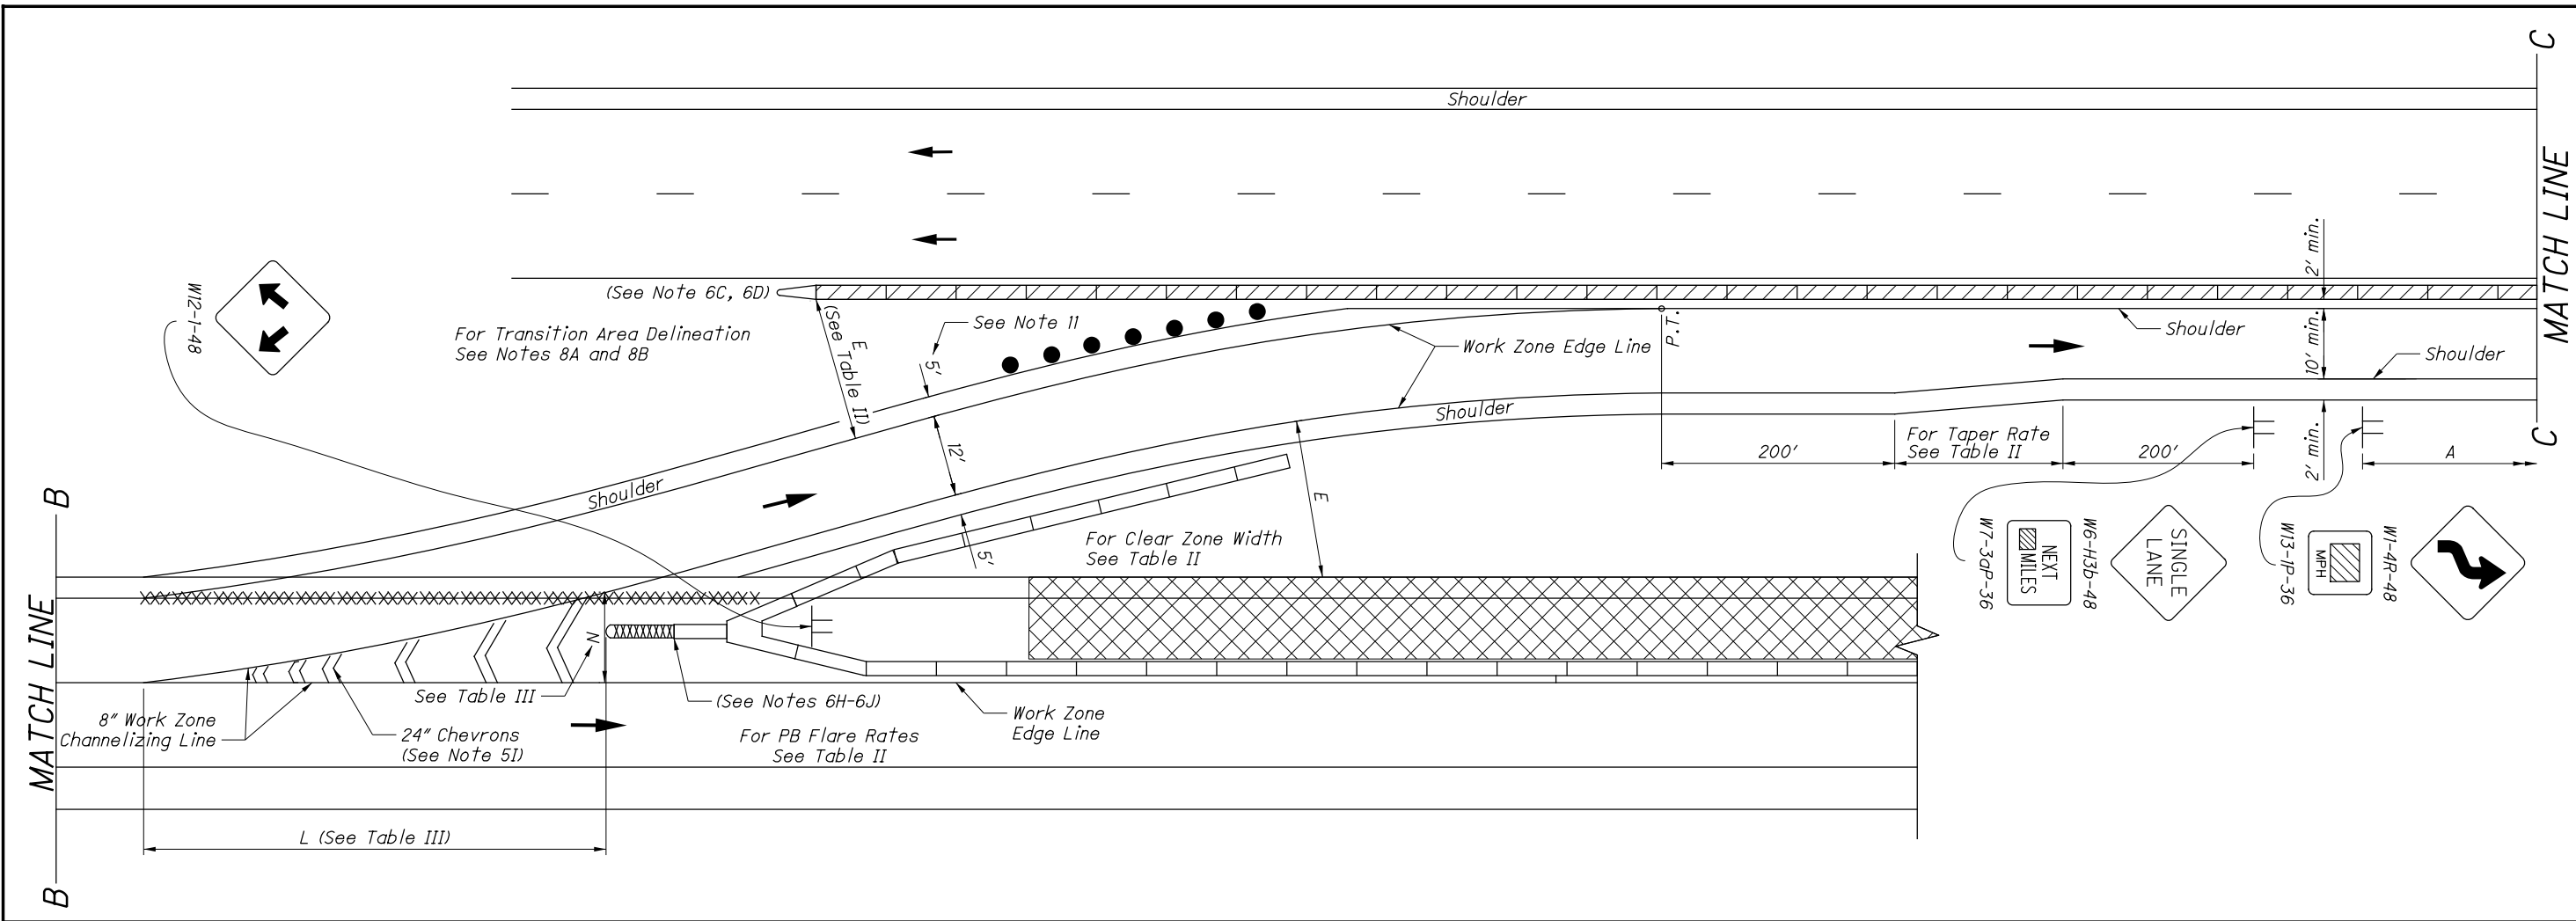 Shoulder
C
MATCH LINE
C
2' min.
10' min.
2' min.
Shoulder
Shoulder
(See Note 6C, 6D)
For Transition Area Delineation
See Notes 8A and 8B
E
(See Table II)
See Note 11
5'
Work Zone Edge Line
P.T.
W12-1-48
12'
Shoulder
Shoulder
5'
E
For Clear Zone Width
See Table II
200'
For Taper Rate
See Table II
200'
A
W7-3aP-36
NEXT
MILES
W6-H3b-48
SINGLE
LANE
W13-1P-36
MPH
W1-4R-48
B
MATCH LINE
B
N
See Table III
(See Notes 6H-6J)
8" Work Zone
Channelizing Line
24" Chevrons
(See Note 5I)
For PB Flare Rates
See Table II
Work Zone
Edge Line
L (See Table III)